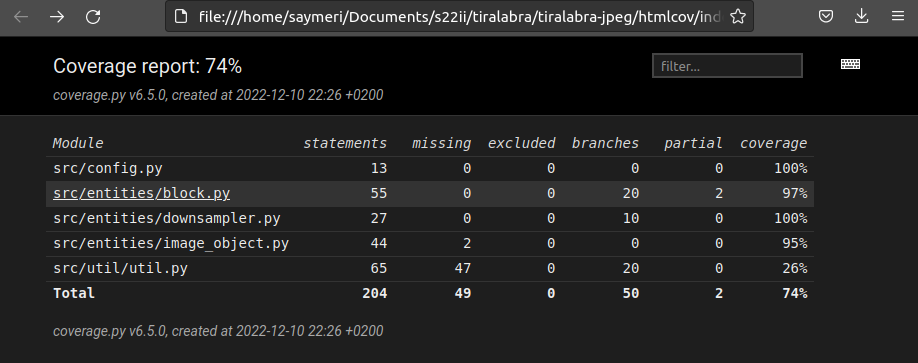 file:///home/saymeri/Documents/s22ii/tiralabra/tiralabra-jpeg/htmlcov/ind
Coverage report: 74%
filter...
coverage.py v6.5.0, created at 2022-12-10 22:26 +0200
Module statements missing excluded branches partial coverage
src/config.py 13 0 0 0 0 100%
src/entities/block.py 55 0 0 20 2 97%
src/entities/downsampler.py 27 0 0 10 0 100%
src/entities/image_object.py 44 2 0 0 0 95%
src/util/util.py 65 47 0 20 0 26%
Total 204 49 0 50 2 74%
coverage.py v6.5.0, created at 2022-12-10 22:26 +0200